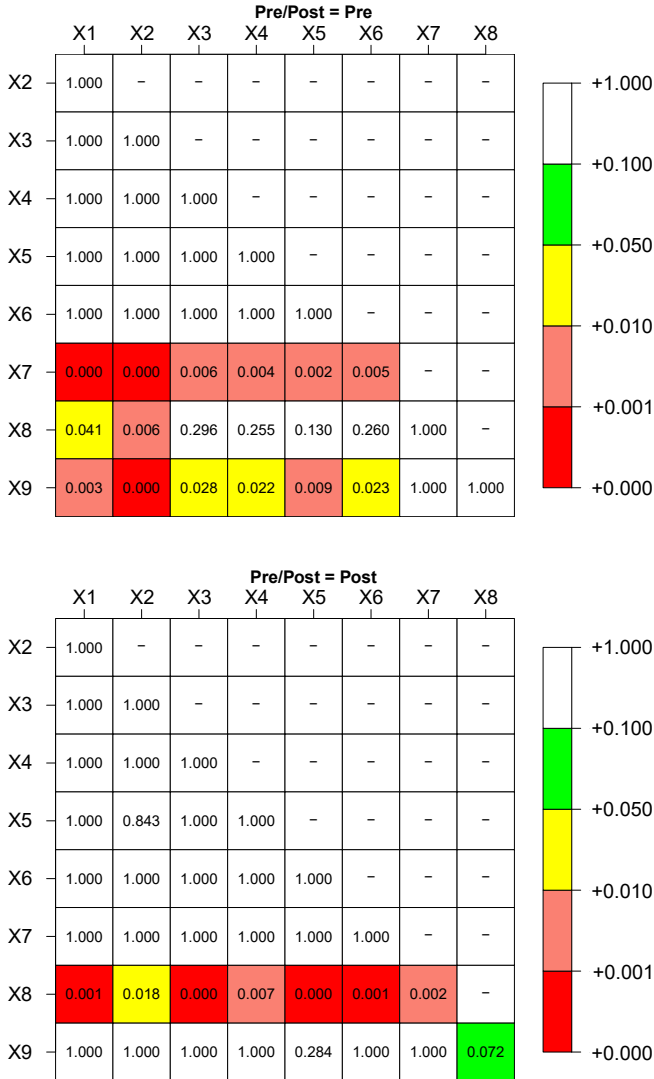 Pre/Post = Pre
X1 X2 X3 X4 X5 X6 X7 X8
X2 1.000 – – – – – – –
X3 1.000 1.000 – – – – – –
X4 1.000 1.000 1.000 – – – – –
X5 1.000 1.000 1.000 1.000 – – – –
X6 1.000 1.000 1.000 1.000 1.000 – – –
X7 0.000 0.000 0.006 0.004 0.002 0.005 – –
X8 0.041 0.006 0.296 0.255 0.130 0.260 1.000 –
X9 0.003 0.000 0.028 0.022 0.009 0.023 1.000 1.000
+1.000
+0.100
+0.050
+0.010
+0.001
+0.000
Pre/Post = Post
X1 X2 X3 X4 X5 X6 X7 X8
X2 1.000 – – – – – – –
X3 1.000 1.000 – – – – – –
X4 1.000 1.000 1.000 – – – – –
X5 1.000 0.843 1.000 1.000 – – – –
X6 1.000 1.000 1.000 1.000 1.000 – – –
X7 1.000 1.000 1.000 1.000 1.000 1.000 – –
X8 0.001 0.018 0.000 0.007 0.000 0.001 0.002 –
X9 1.000 1.000 1.000 1.000 0.284 1.000 1.000 0.072
+1.000
+0.100
+0.050
+0.010
+0.001
+0.000